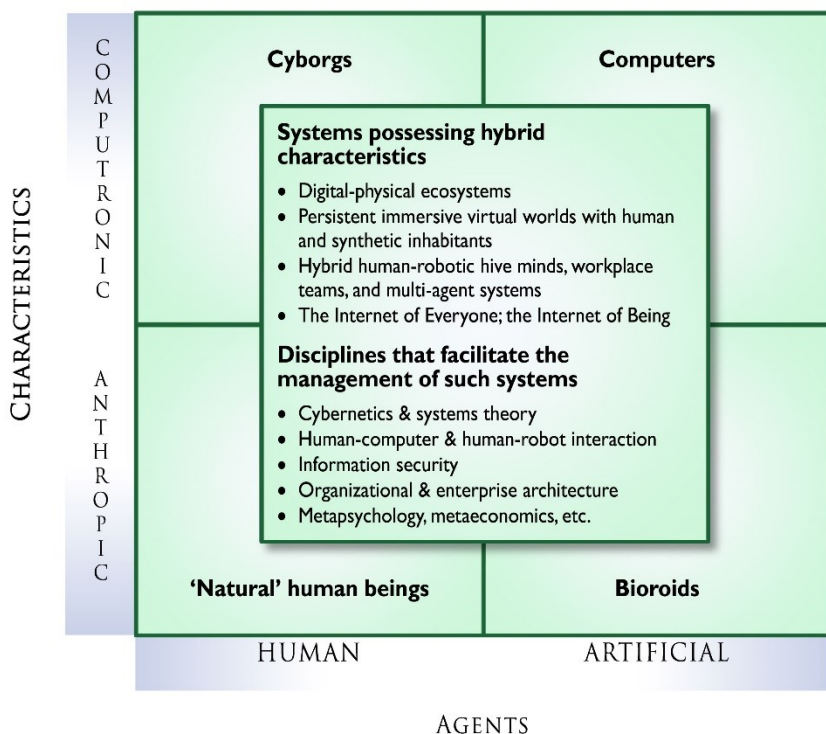 Cyborgs
Computers
CHARACTERISTICS
COMPUTRONIC
ANTHROPIC
Systems possessing hybrid
characteristics
• Digital-physical ecosystems
• Persistent immersive virtual worlds with human
and synthetic inhabitants
• Hybrid human-robotic hive minds, workplace
teams, and multi-agent systems
• The Internet of Everyone; the Internet of Being
Disciplines that facilitate the
management of such systems
• Cybernetics & systems theory
• Human-computer & human-robot interaction
• Information security
• Organizational & enterprise architecture
• Metapsychology, metaeconomics, etc.
‘Natural’ human beings
Bioroids
HUMAN
ARTIFICIAL
AGENTS